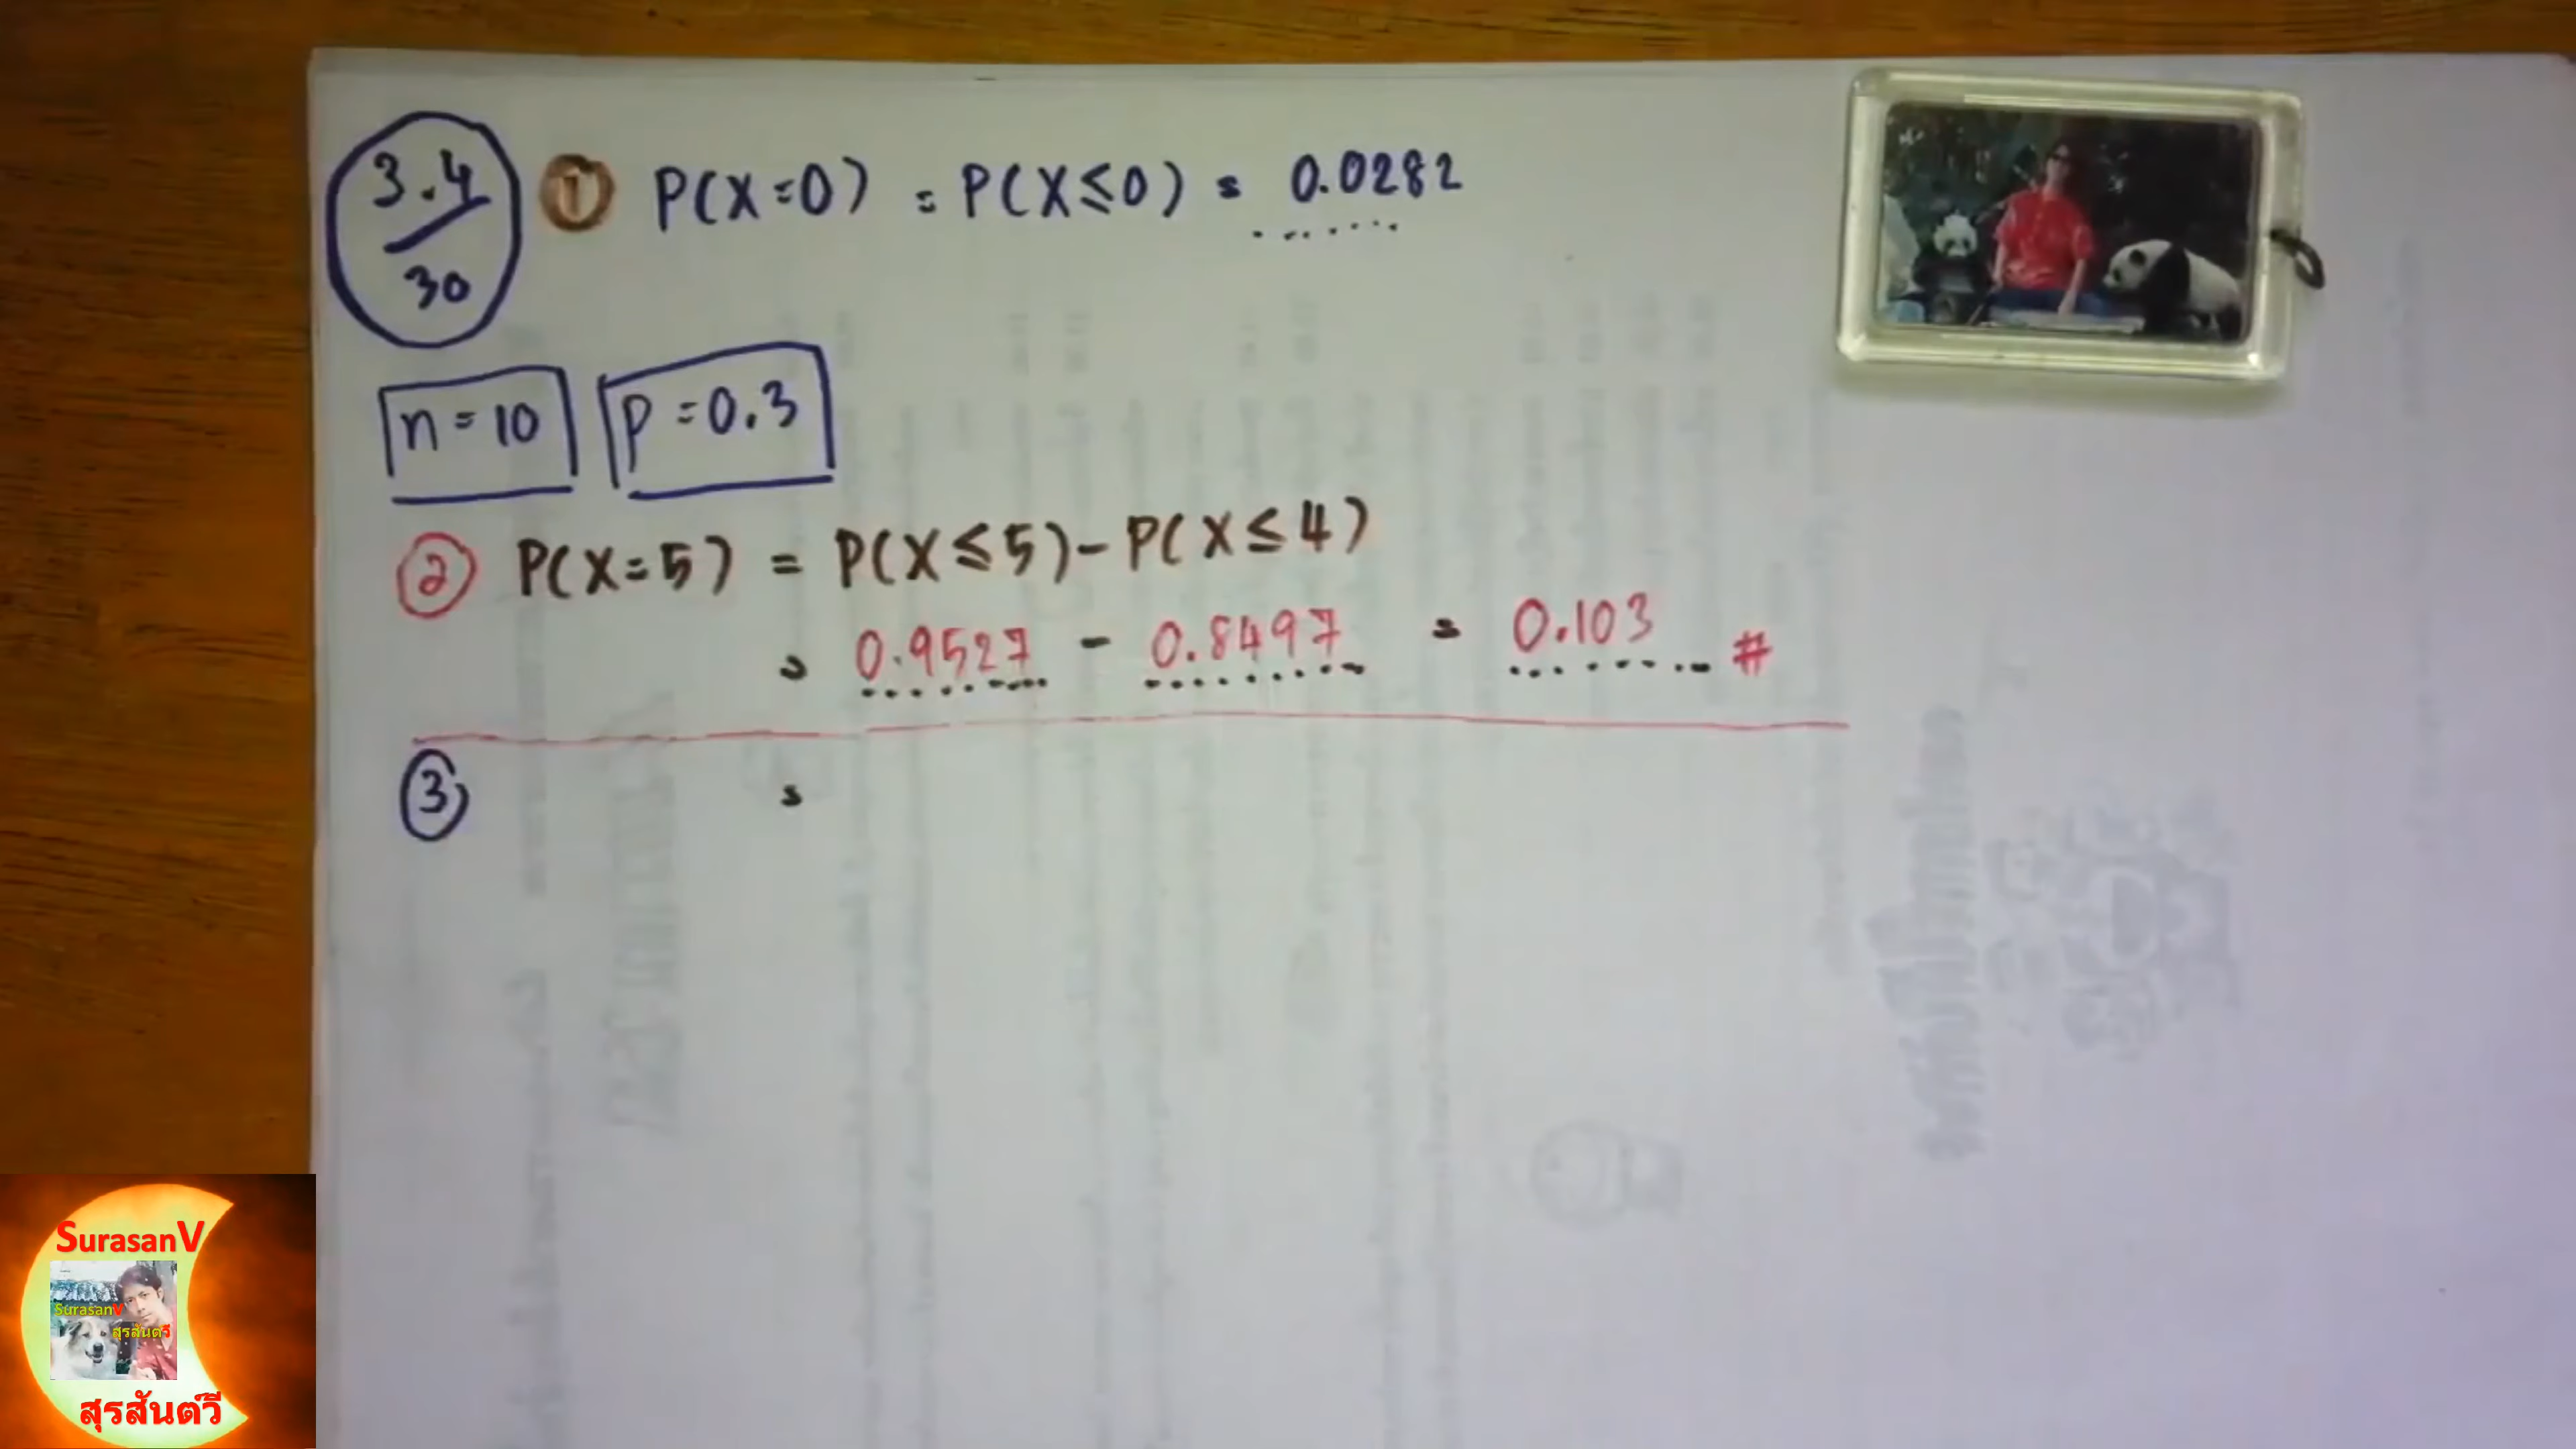 3.4
30
① P(X=0) = P(X≤0) = 0.0282
n=10 P=0.3
② P(X=5) = P(X≤5)-P(X≤4)
= 0.9527 - 0.8497 = 0.103 #
③ =
SurasanV
SurasanV
สุรสันต์วี
สุรสันต์วี